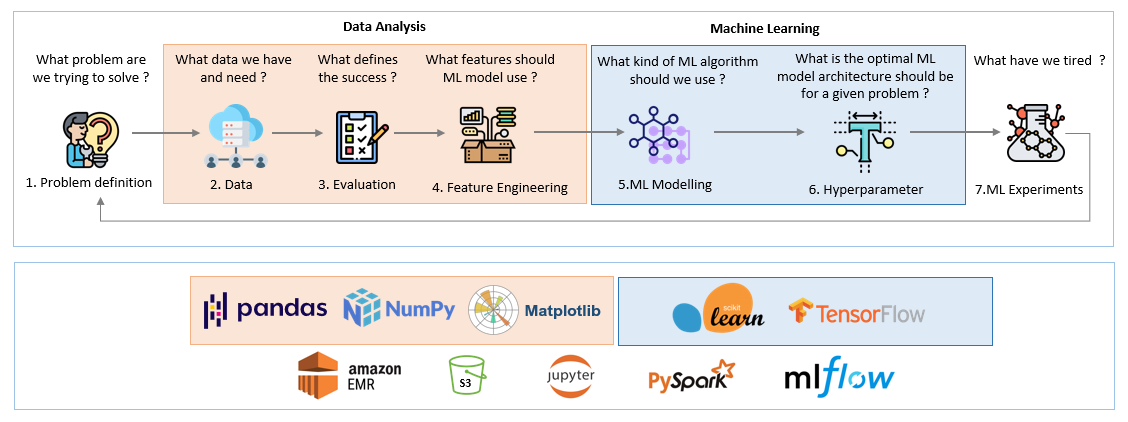 Data Analysis
Machine Learning
What problem are
we trying to solve ?
What data we have
and need ?
What defines
the success ?
What features should
ML model use ?
What kind of ML algorithm
should we use ?
What is the optimal ML
model architecture should be
for a given problem ?
What have we tired ?
1. Problem definition
2. Data
3. Evaluation
4. Feature Engineering
5.ML Modelling
6. Hyperparameter
7.ML Experiments
pandas
NumPy
Matplotlib
scikit
learn
TensorFlow
amazon
EMR
S3
jupyter
PySpark
mlflow